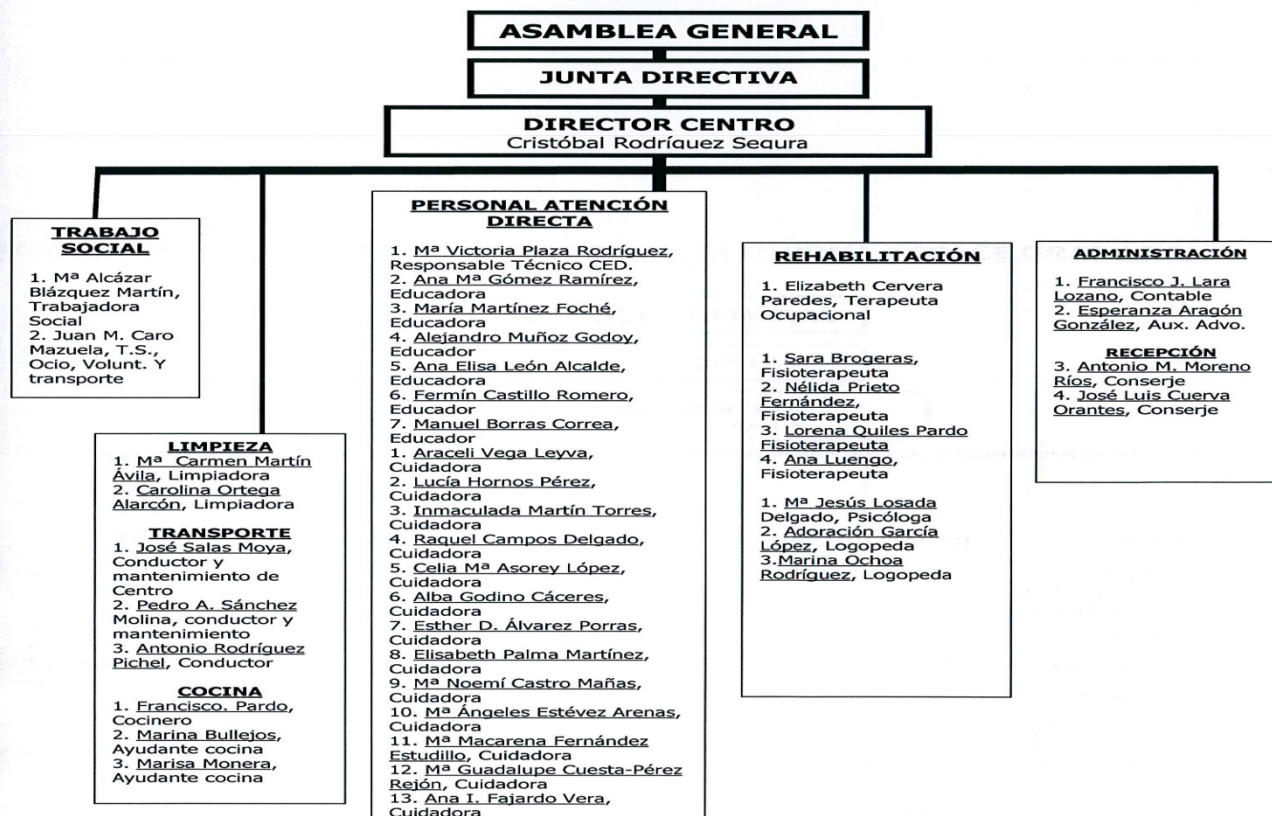 ASAMBLEA GENERAL
JUNTA DIRECTIVA
DIRECTOR CENTRO
Cristóbal Rodríguez Segura
TRABAJO
SOCIAL
1. Mª Alcázar
Blázquez Martín,
Trabajadora
Social
2. Juan M. Caro
Mazuela, T.S.,
Ocio, Volunt. Y
transporte
LIMPIEZA
1. Mª Carmen Martín
Ávila, Limpiadora
2. Carolina Ortega
Alarcón, Limpiadora
TRANSPORTE
1. José Salas Moya,
Conductor y
mantenimiento de
Centro
2. Pedro A. Sánchez
Molina, conductor y
mantenimiento
3. Antonio Rodríguez
Pichel, Conductor
COCINA
1. Francisco. Pardo,
Cocinero
2. Marina Bullejos,
Ayudante cocina
3. Marisa Monera,
Ayudante cocina
PERSONAL ATENCIÓN
DIRECTA
1. Mª Victoria Plaza Rodríguez,
Responsable Técnico CED.
2. Ana Mª Gómez Ramírez,
Educadora
3. María Martínez Foché,
Educadora
4. Alejandro Muñoz Godoy,
Educador
5. Ana Elisa León Alcalde,
Educadora
6. Fermín Castillo Romero,
Educador
7. Manuel Borras Correa,
Educador
1. Araceli Vega Leyva,
Cuidadora
2. Lucía Hornos Pérez,
Cuidadora
3. Inmaculada Martín Torres,
Cuidadora
4. Raquel Campos Delgado,
Cuidadora
5. Celia Mª Asorey López,
Cuidadora
6. Alba Godino Cáceres,
Cuidadora
7. Esther D. Álvarez Porras,
Cuidadora
8. Elisabeth Palma Martínez,
Cuidadora
9. Mª Noemí Castro Mañas,
Cuidadora
10. Mª Ángeles Estévez Arenas,
Cuidadora
11. Mª Macarena Fernández
Estudillo, Cuidadora
12. Mª Guadalupe Cuesta-Pérez
Rejón, Cuidadora
13. Ana I. Fajardo Vera,
Cuidadora
REHABILITACIÓN
1. Elizabeth Cervera
Paredes, Terapeuta
Ocupacional
1. Sara Brogeras,
Fisioterapeuta
2. Nélida Prieto
Fernández,
Fisioterapeuta
3. Lorena Quiles Pardo
Fisioterapeuta
4. Ana Luengo,
Fisioterapeuta
1. Mª Jesús Losada
Delgado, Psicóloga
2. Adoración García
López, Logopeda
3.Marina Ochoa
Rodríguez, Logopeda
ADMINISTRACIÓN
1. Francisco J. Lara
Lozano, Contable
2. Esperanza Aragón
González, Aux. Advo.
RECEPCIÓN
3. Antonio M. Moreno
Ríos, Conserje
4. José Luis Cuerva
Orantes, Conserje